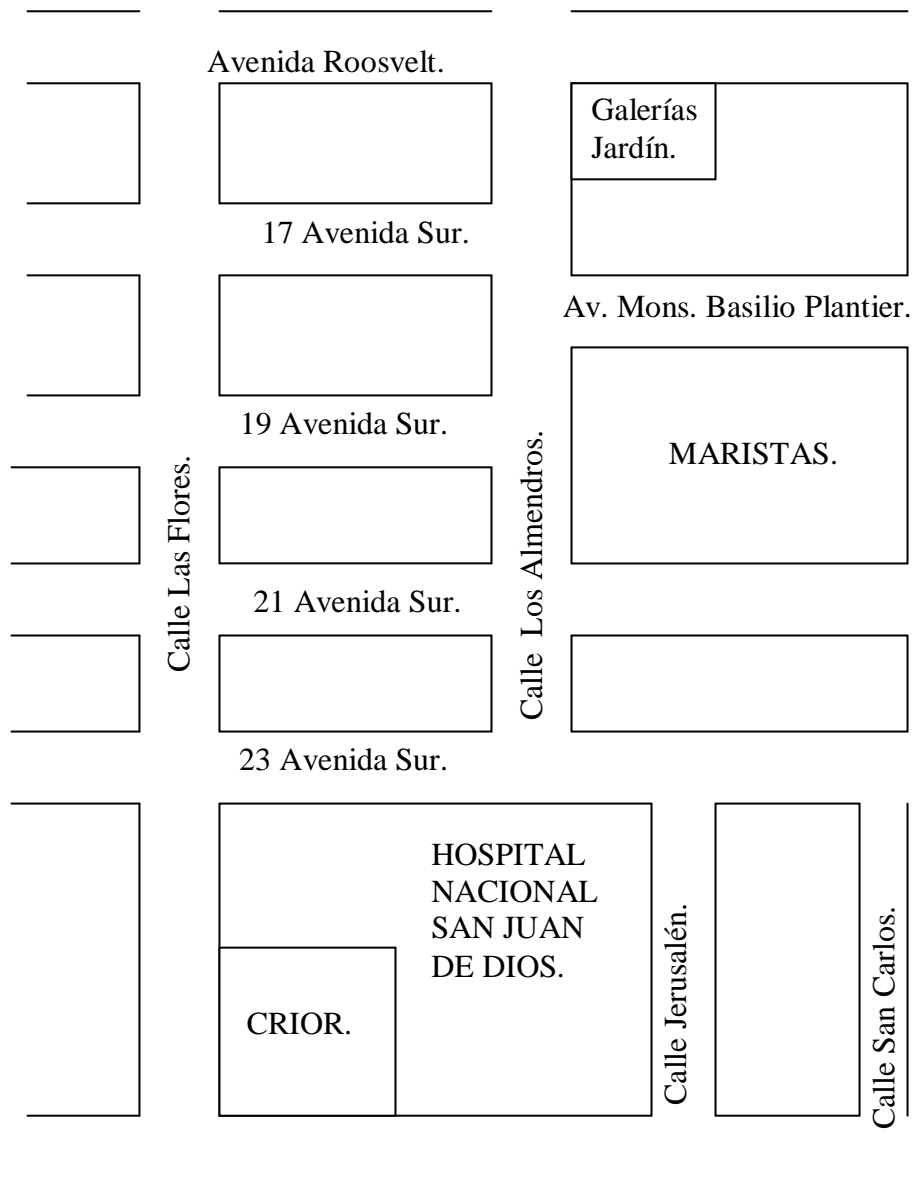 Avenida Roosvelt.
Galerías
Jardín.
17 Avenida Sur.
Av. Mons. Basilio Plantier.
19 Avenida Sur.
MARISTAS.
Calle Las Flores.
Calle Los Almendros.
21 Avenida Sur.
23 Avenida Sur.
HOSPITAL
NACIONAL
SAN JUAN
DE DIOS.
CRIOR.
Calle Jerusalén.
Calle San Carlos.